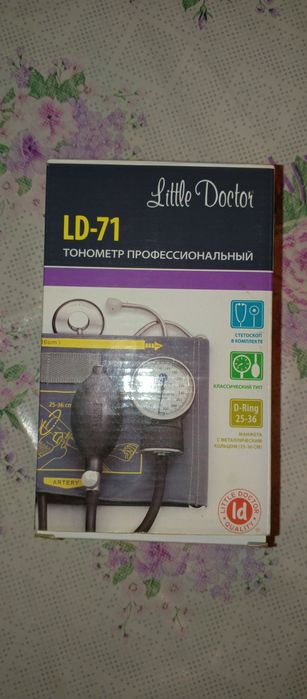 Little Doctor®
LD-71
ТОНОМЕТР ПРОФЕССИОНАЛЬНЫЙ
СТЕТОСКОП
В КОМПЛЕКТЕ
КЛАССИЧЕСКИЙ ТИП
D-Ring
25-36
МАНЖЕТА
С МЕТАЛЛИЧЕСКИМ
КОЛЬЦОМ (25-36 СМ)
25-36 cm
ARTERY
LITTLE DOCTOR
ld
QUALITY